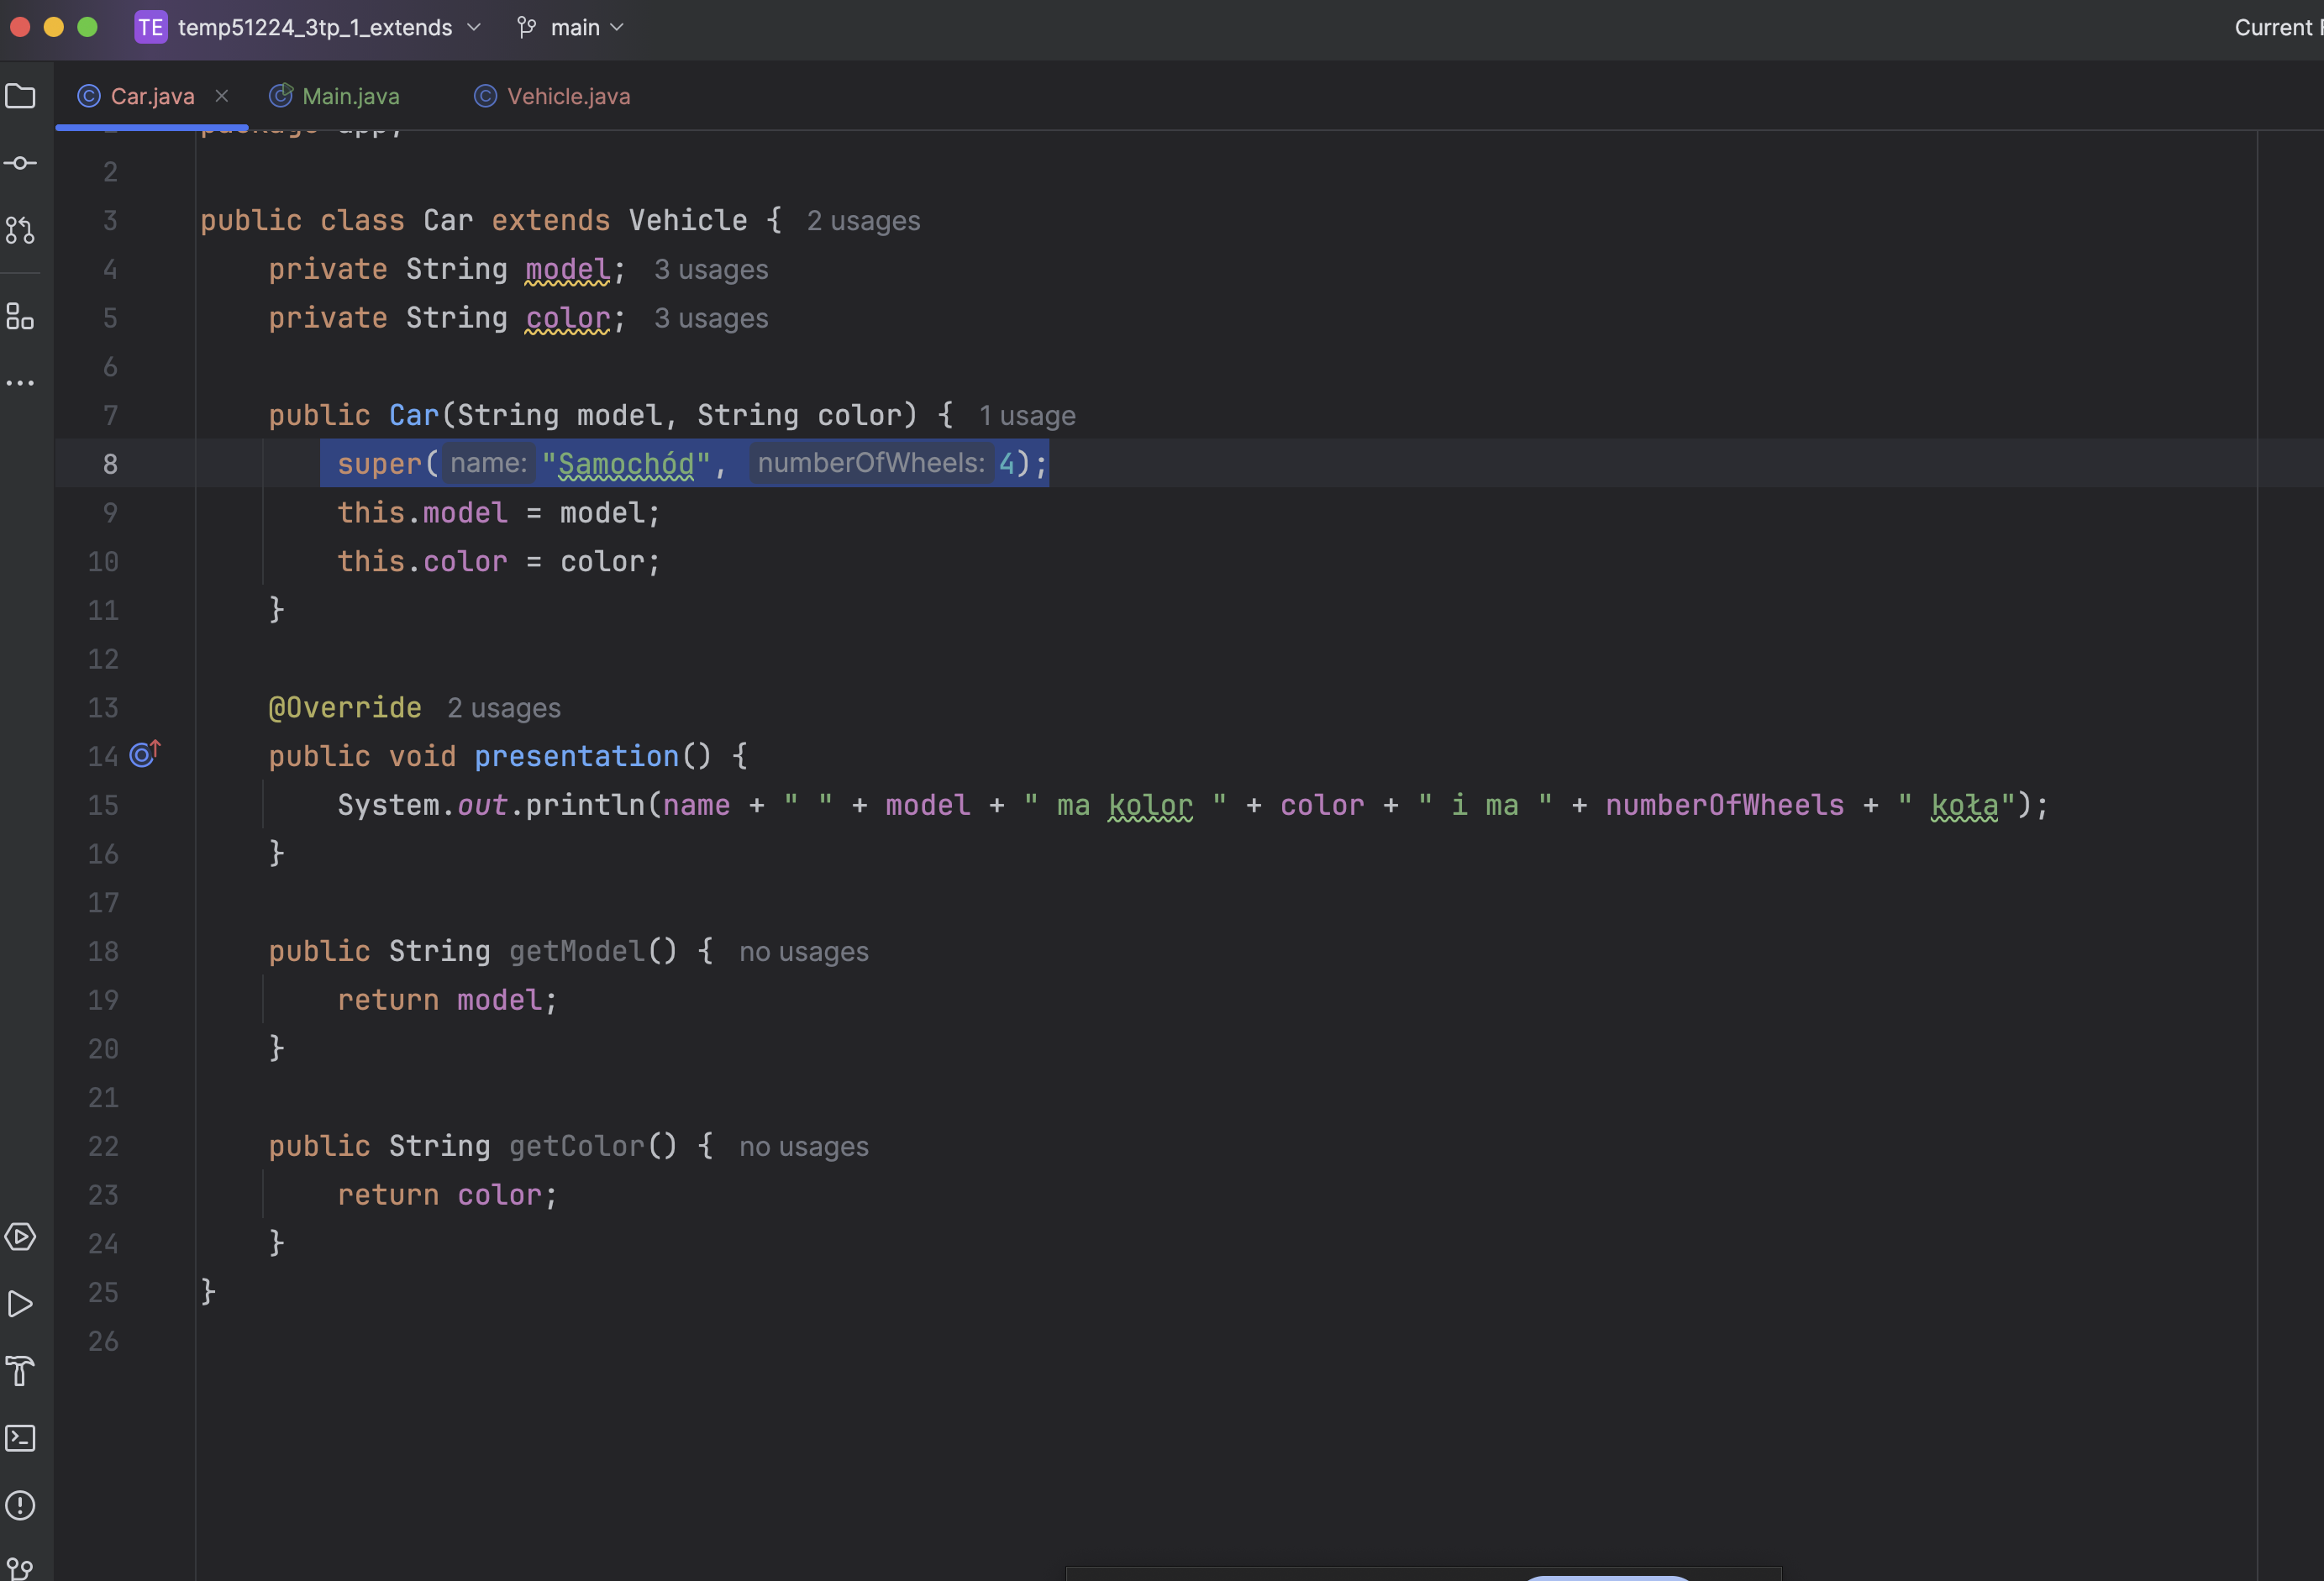 TE temp51224_3tp_1_extends main Current
Car.java Main.java Vehicle.java
2
3 public class Car extends Vehicle { 2 usages
4 private String model; 3 usages
5 private String color; 3 usages
6
7 public Car(String model, String color) { 1 usage
8 super( name: "Samochód", numberOfWheels: 4);
9 this.model = model;
10 this.color = color;
11 }
12
13 @Override 2 usages
14 public void presentation() {
15 System.out.println(name + " " + model + " ma kolor " + color + " i ma " + numberOfWheels + " koła");
16 }
17
18 public String getModel() { no usages
19 return model;
20 }
21
22 public String getColor() { no usages
23 return color;
24 }
25 }
26